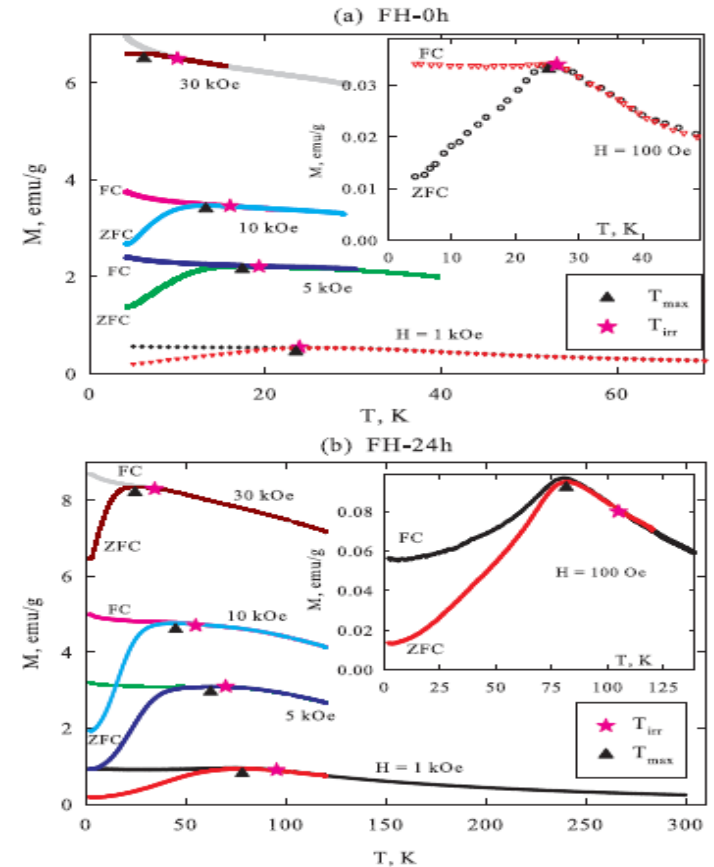 (a) FH-0h
M, emu/g
6
4
2
0
0
20
40
60
T, K
30 kOe
FC
ZFC
10 kOe
FC
ZFC
5 kOe
H = 1 kOe
FC
ZFC
H = 100 Oe
M, emu/g
0.03
0.02
0.01
0.00
0
10
20
30
40
T, K
T max
T irr
(b) FH-24h
M, emu/g
8
6
4
2
0
0
50
100
150
200
250
300
T, K
FC
30 kOe
ZFC
FC
10 kOe
5 kOe
ZFC
H = 1 kOe
FC
ZFC
H = 100 Oe
M, emu/g
0.08
0.06
0.04
0.02
0.00
0
25
50
75
100
125
T, K
T irr
T max